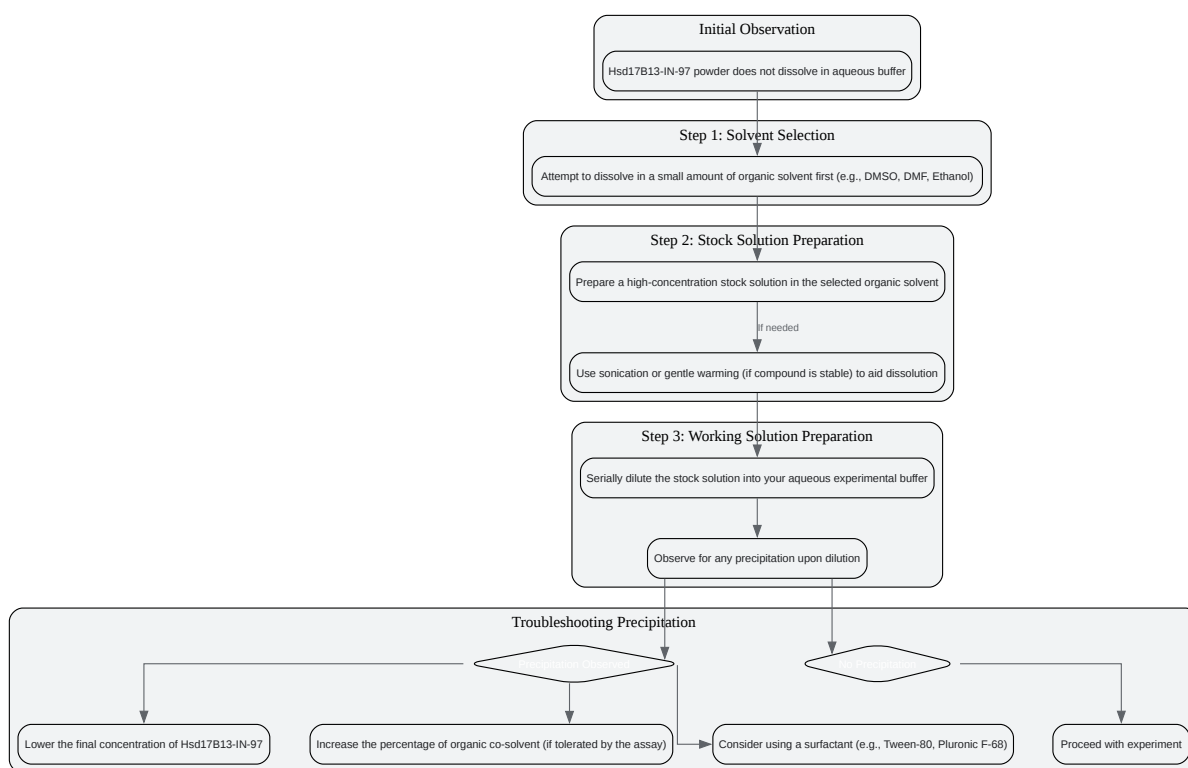 Initial Observation
Hsd17B13-IN-97 powder does not dissolve in aqueous buffer
Step 1: Solvent Selection
Attempt to dissolve in a small amount of organic solvent first (e.g., DMSO, DMF, Ethanol)
Step 2: Stock Solution Preparation
Prepare a high-concentration stock solution in the selected organic solvent
If needed
Use sonication or gentle warming (if compound is stable) to aid dissolution
Step 3: Working Solution Preparation
Serially dilute the stock solution into your aqueous experimental buffer
Observe for any precipitation upon dilution
Troubleshooting Precipitation
Precipitation Observed
No Precipitation
Lower the final concentration of Hsd17B13-IN-97
Increase the percentage of organic co-solvent (if tolerated by the assay)
Consider using a surfactant (e.g., Tween-80, Pluronic F-68)
Proceed with experiment